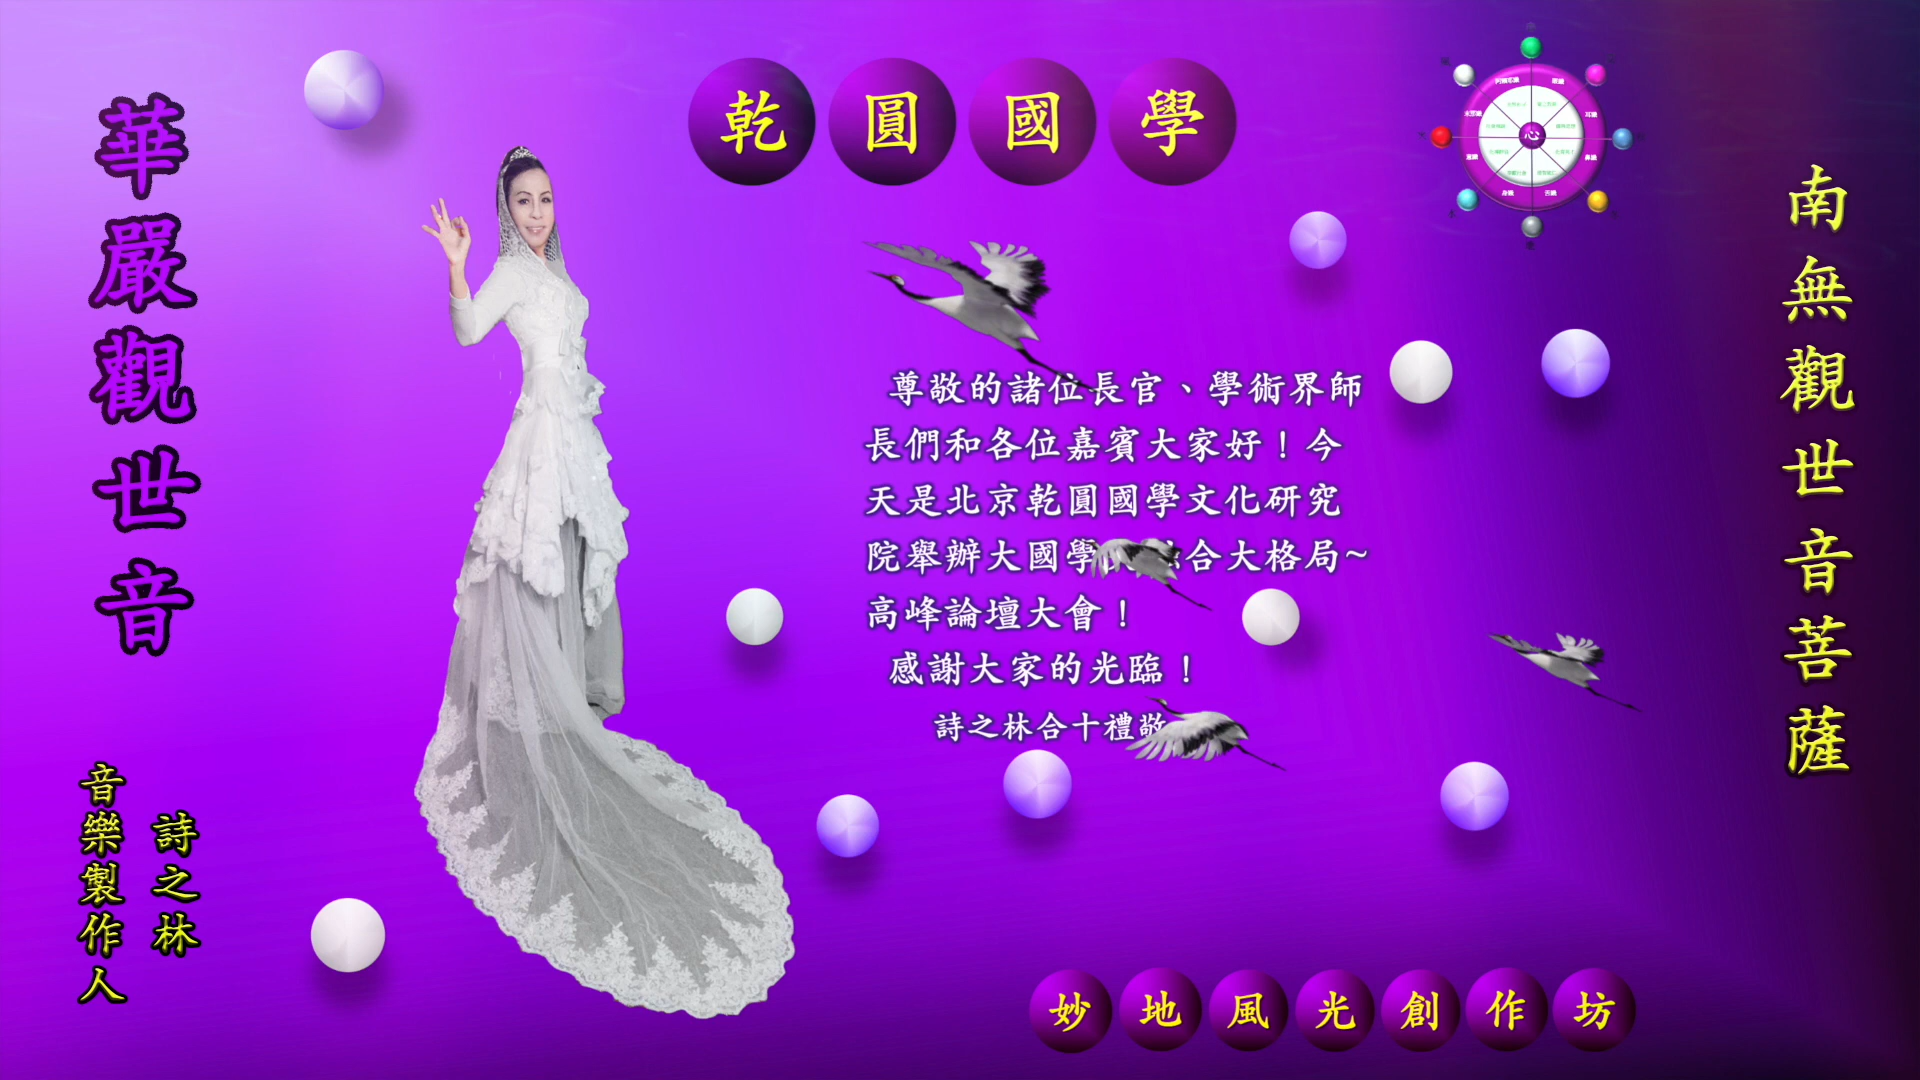 乾圓國學
華嚴觀世音
南無觀世音菩薩
尊敬的諸位長官、學術界師
長們和各位嘉賓大家好！今
天是北京乾圓國學文化研究
院舉辦大國學 合大格局~
高峰論壇大會！
感謝大家的光臨！
詩之林合十禮敬
詩之林
音樂製作人
妙地風光創作坊
心